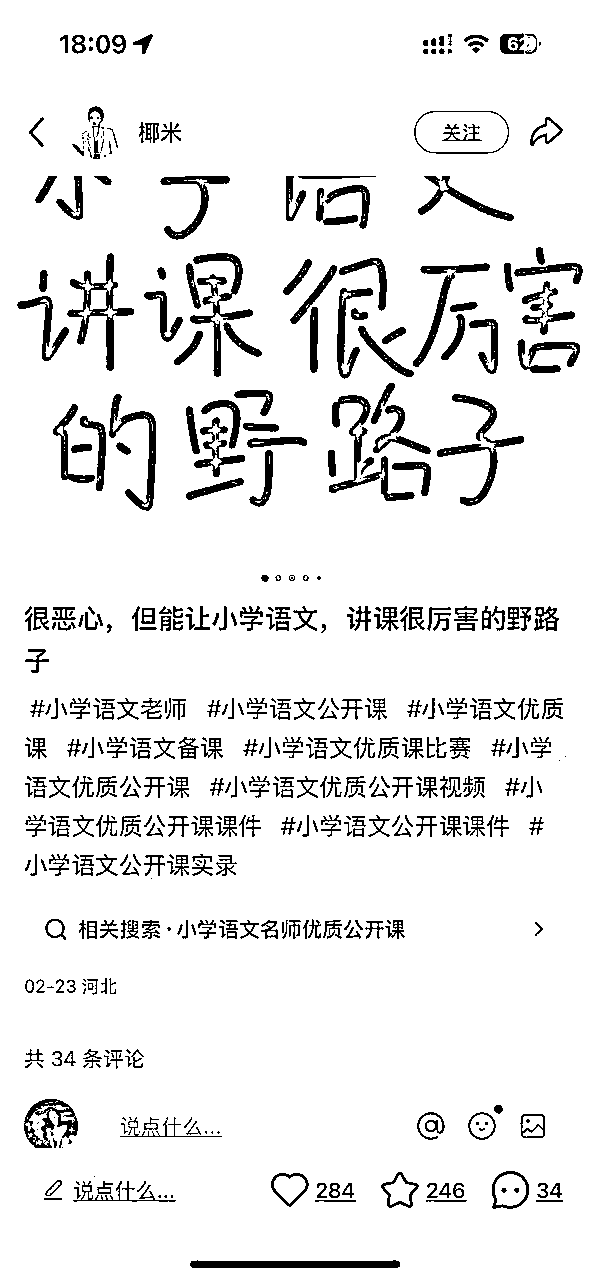 18:09
62
椰米
关注
小学语文
讲课很厉害
的野路子
很恶心，但能让小学语文，讲课很厉害的野路
子
#小学语文老师 #小学语文公开课 #小学语文优质
课 #小学语文备课 #小学语文优质课比赛 #小学
语文优质公开课 #小学语文优质公开课视频 #小
学语文优质公开课课件 #小学语文公开课课件 #
小学语文公开课实录
相关搜索·小学语文名师优质公开课
02-23 河北
共 34 条评论
说点什么...
说点什么...
284
246
34